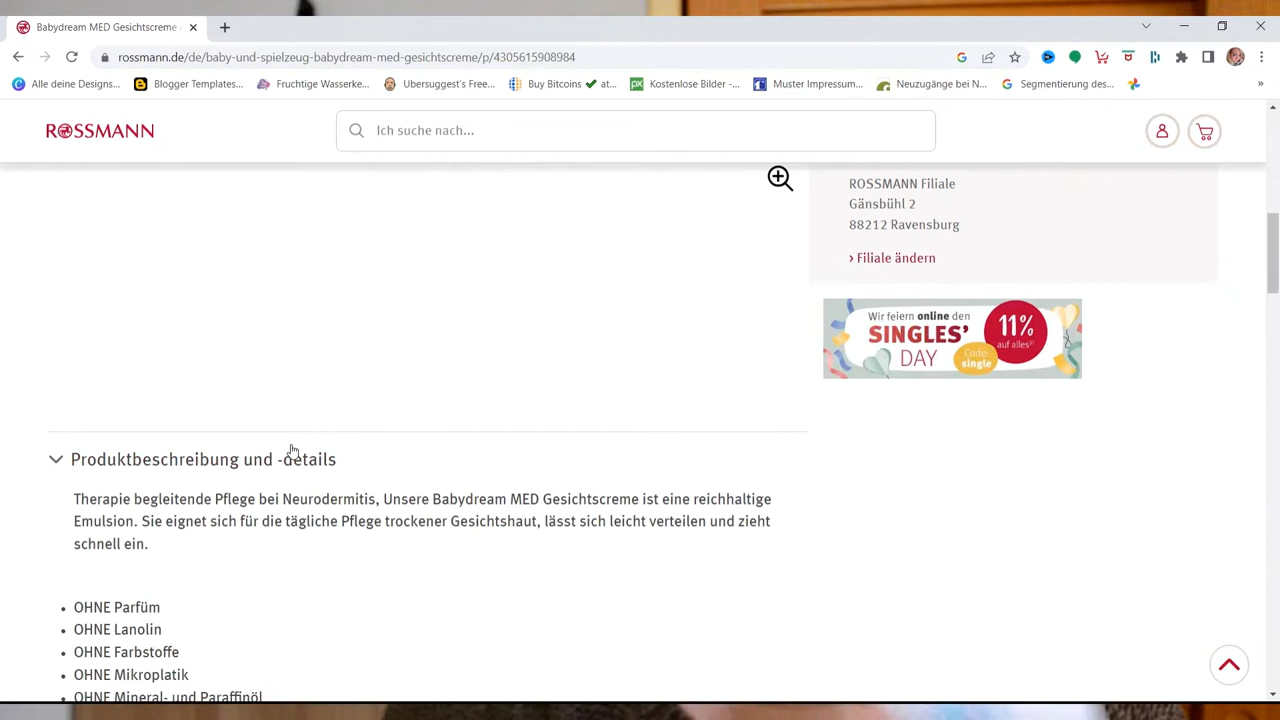 Babydream MED Gesichtscreme
rossmann.de/de/baby-und-spielzeug-babydream-med-gesichtscreme/p/4305615908984
Alle deine Designs...
Blogger Templates...
Fruchtige Wasserke...
Ubersuggest's Free...
Buy Bitcoins ✔ at...
Kostenlose Bilder -...
Muster Impressum...
Neuzugänge bei N...
Segmentierung des...
ROSSMANN
Ich suche nach...
ROSSMANN Filiale
Gänsbühl 2
88212 Ravensburg
› Filiale ändern
Wir feiern online den
SINGLES'
DAY
11%
auf alles²⁾
Code:
single
Produktbeschreibung und -details
Therapie begleitende Pflege bei Neurodermitis, Unsere Babydream MED Gesichtscreme ist eine reichhaltige
Emulsion. Sie eignet sich für die tägliche Pflege trockener Gesichtshaut, lässt sich leicht verteilen und zieht
schnell ein.
• OHNE Parfüm
• OHNE Lanolin
• OHNE Farbstoffe
• OHNE Mikroplatik
• OHNE Mineral- und Paraffinöl